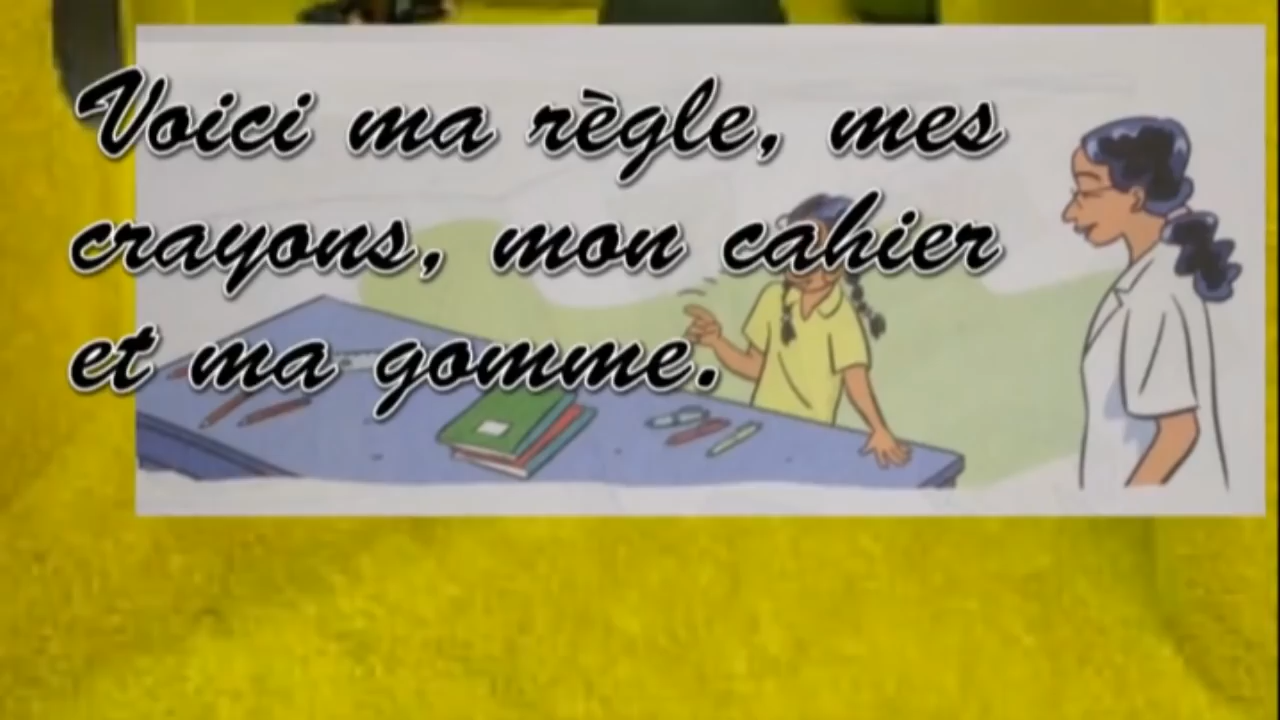 Voici ma règle, mes
crayons, mon cahier
et ma gomme.